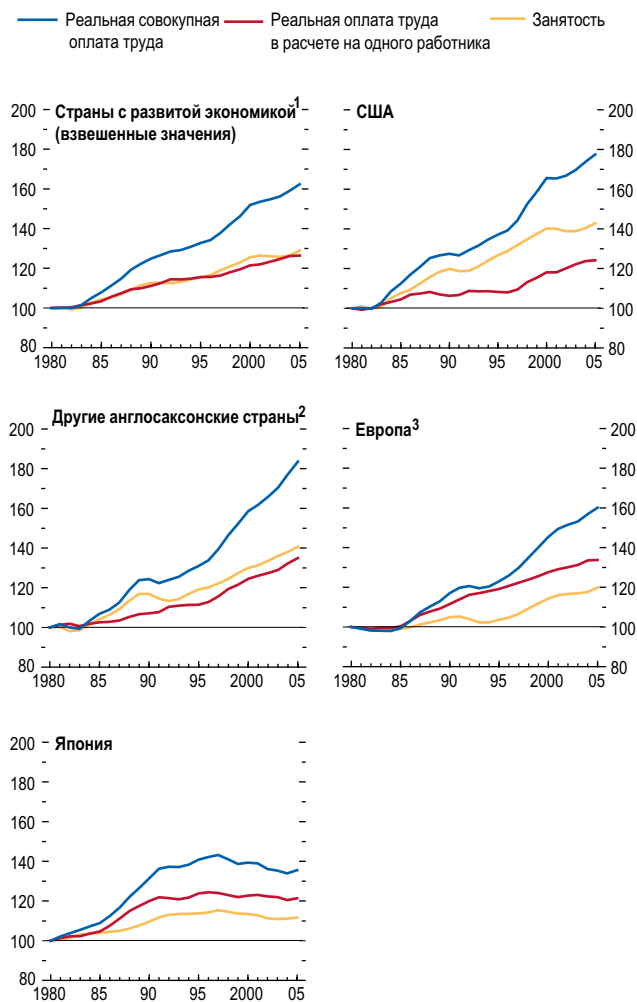 Реальная совокупная
оплата труда
Реальная оплата труда
в расчете на одного работника
Занятость
Страны с развитой экономикой1
(взвешенные значения)
200
180
160
140
120
100
80
1980 85 90 95 2000 05
США
200
180
160
140
120
100
80
1980 85 90 95 2000 05
Другие англосаксонские страны2
200
180
160
140
120
100
80
1980 85 90 95 2000 05
Европа3
200
180
160
140
120
100
80
1980 85 90 95 2000 05
Япония
200
180
160
140
120
100
80
1980 85 90 95 2000 05